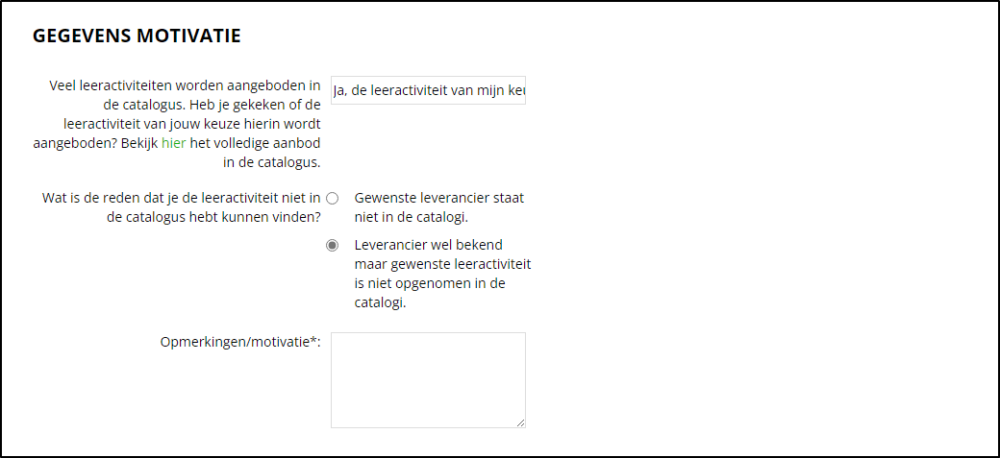 GEGEVENS MOTIVATIE
Veel leeractiviteiten worden aangeboden in
de catalogus. Heb je gekeken of de
leeractiviteit van jouw keuze hierin wordt
aangeboden? Bekijk hier het volledige aanbod
in de catalogus.
Ja, de leeractiviteit van mijn keu
Wat is de reden dat je de leeractiviteit niet in
de catalogus hebt kunnen vinden?
Gewenste leverancier staat
niet in de catalogi.
Leverancier wel bekend
maar gewenste leeractiviteit
is niet opgenomen in de
catalogi.
Opmerkingen/motivatie*: